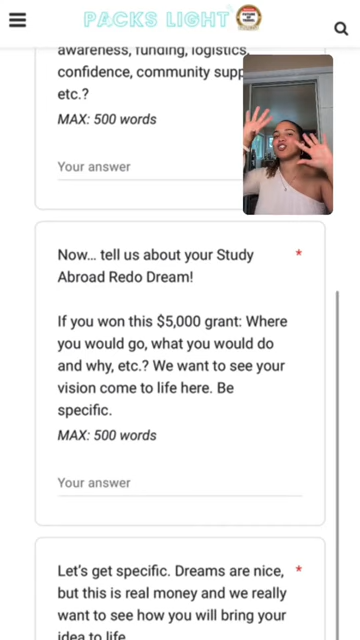 PACKS LIGHT
awareness, funding, logistics,
confidence, community supp
etc.?
MAX: 500 words
Your answer
Now... tell us about your Study *
Abroad Redo Dream!
If you won this $5,000 grant: Where
you would go, what you would do
and why, etc.? We want to see your
vision come to life here. Be
specific.
MAX: 500 words
Your answer
Let's get specific. Dreams are nice, *
but this is real money and we really
want to see how you will bring your
idea to life.